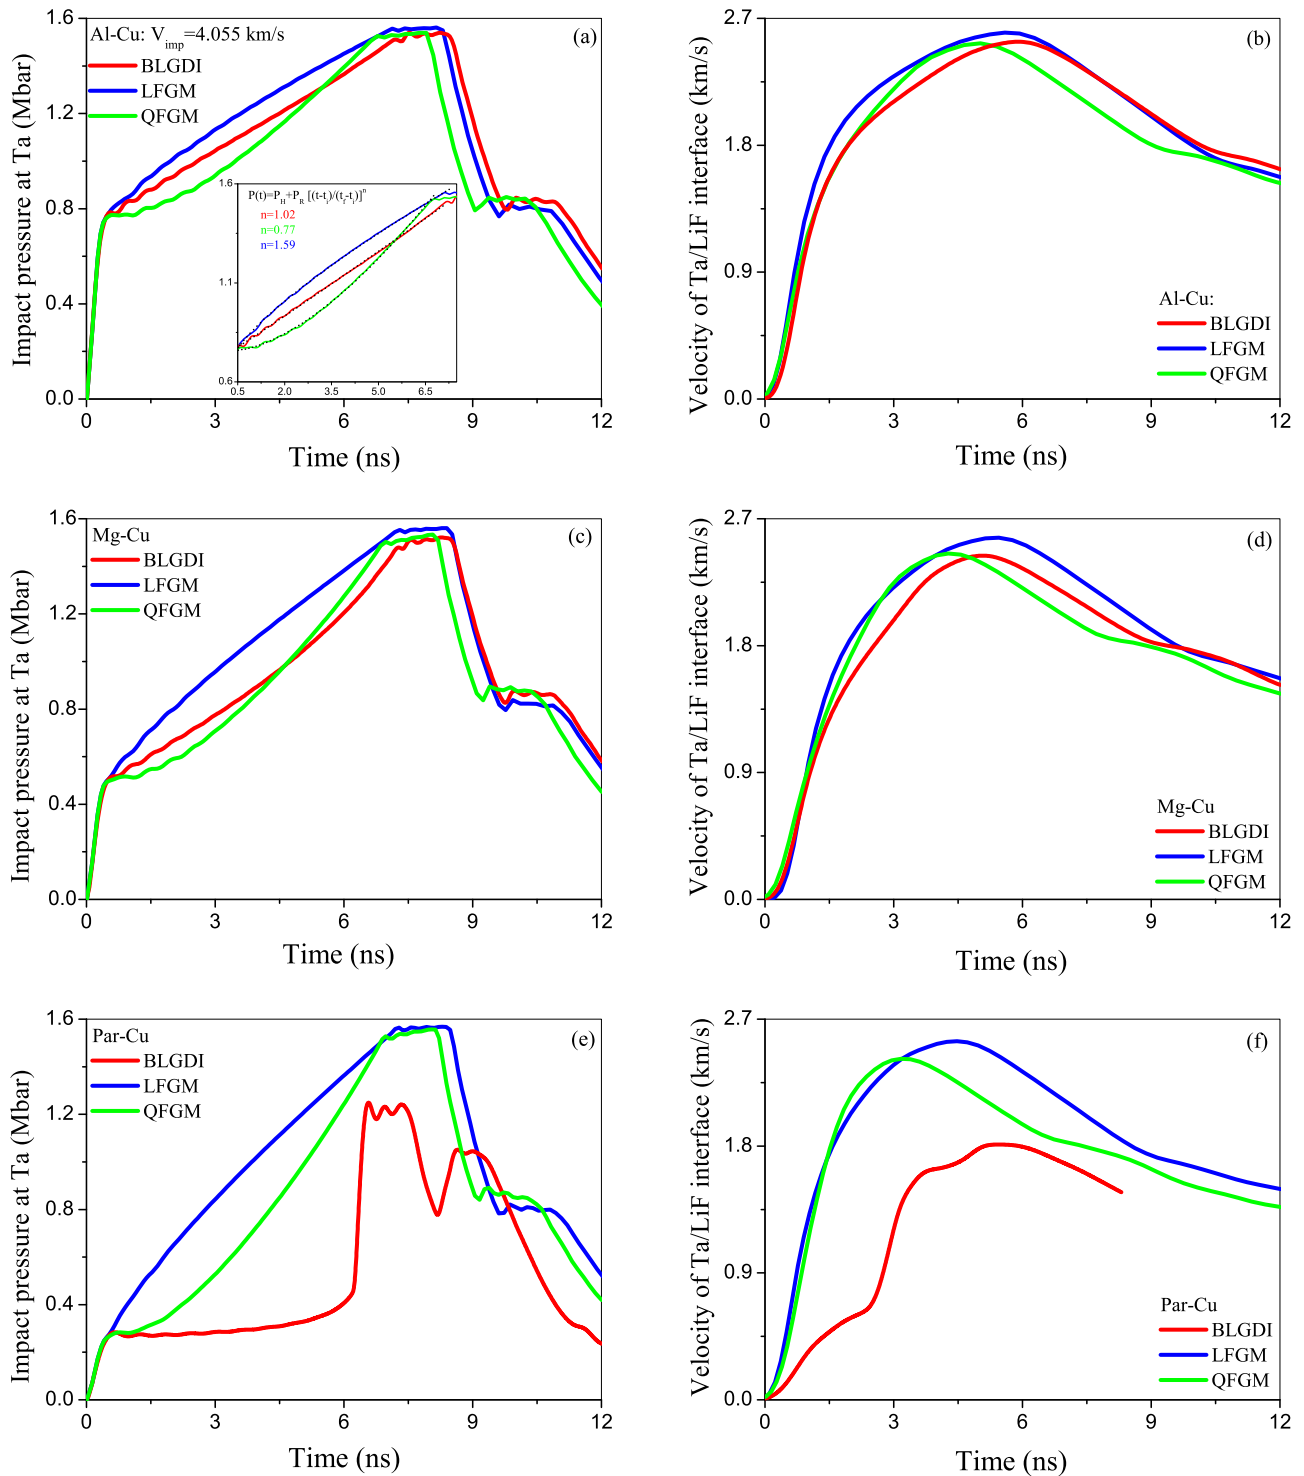 Impact pressure at Ta (Mbar)
1.6
1.2
0.8
0.4
0.0
Al-Cu: Vimp=4.055 km/s
BLGDI
LFGM
QFGM
(a)
1.6
1.1
0.6
P(t)=PH+PR [(t-ti)/(tf-ti)]n
n=1.02
n=0.77
n=1.59
0.5 2.0 3.5 5.0 6.5
0 3 6 9 12
Time (ns)
Velocity of Ta/LiF interface (km/s)
2.7
1.8
0.9
0.0
(b)
Al-Cu:
BLGDI
LFGM
QFGM
0 3 6 9 12
Time (ns)
Impact pressure at Ta (Mbar)
1.6
1.2
0.8
0.4
0.0
Mg-Cu
BLGDI
LFGM
QFGM
(c)
0 3 6 9 12
Time (ns)
Velocity of Ta/LiF interface (km/s)
2.7
1.8
0.9
0.0
(d)
Mg-Cu
BLGDI
LFGM
QFGM
0 3 6 9 12
Time (ns)
Impact pressure at Ta (Mbar)
1.6
1.2
0.8
0.4
0.0
Par-Cu
BLGDI
LFGM
QFGM
(e)
0 3 6 9 12
Time (ns)
Velocity of Ta/LiF interface (km/s)
2.7
1.8
0.9
0.0
(f)
Par-Cu
BLGDI
LFGM
QFGM
0 3 6 9 12
Time (ns)